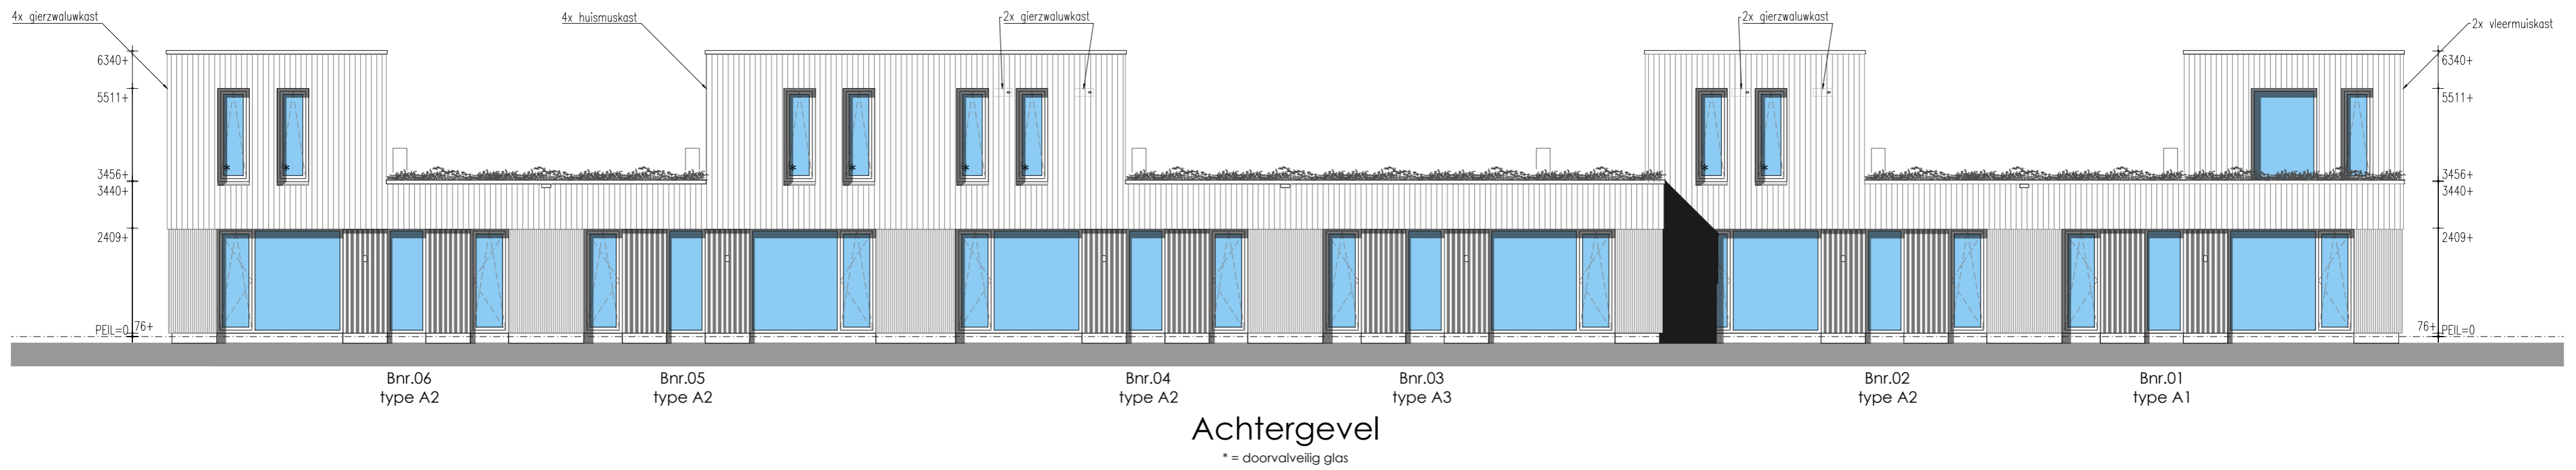 4x gierzwaluwkast
4x huismuskast
2x gierzwaluwkast
2x gierzwaluwkast
2x vleermuiskast
6340+
5511+
3456+
3440+
2409+
PEIL=0
76+
6340+
5511+
3456+
3440+
2409+
76+
PEIL=0
*
*
*
*
*
*
*
*
Bnr.06
type A2
Bnr.05
type A2
Bnr.04
type A2
Bnr.03
type A3
Bnr.02
type A2
Bnr.01
type A1
Achtergevel
* = doorvalveilig glas